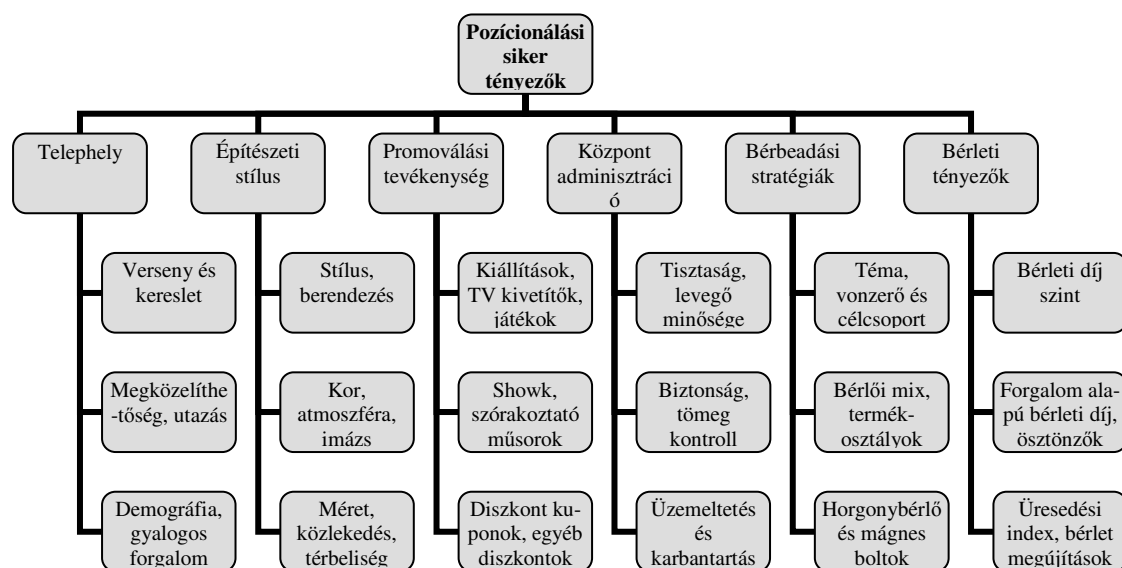 Pozícionálási
siker
tényezők
Telephely
Építészeti
stílus
Promoválási
tevékenység
Központ
adminisztráci
ó
Bérbeadási
stratégiák
Bérleti
tényezők
Verseny és
kereslet
Stílus,
berendezés
Kiállítások,
TV kivetítők,
játékok
Tisztaság,
levegő
minősége
Téma,
vonzerő és
célcsoport
Bérleti díj
szint
Megközelíthe
-tőség, utazás
Kor,
atmoszféra,
imázs
Showk,
szórakoztató
műsorok
Biztonság,
tömeg
kontroll
Bérlői mix,
termék-
osztályok
Forgalom ala-
pú bérleti díj,
ösztönzők
Demográfia,
gyalogos
forgalom
Méret,
közlekedés,
térbeliség
Diszkont ku-
ponok, egyéb
diszkontok
Üzemeltetés
és
karbantartás
Horgonybérlő
és mágnes
boltok
Üresedési
index, bérlet
megújítások